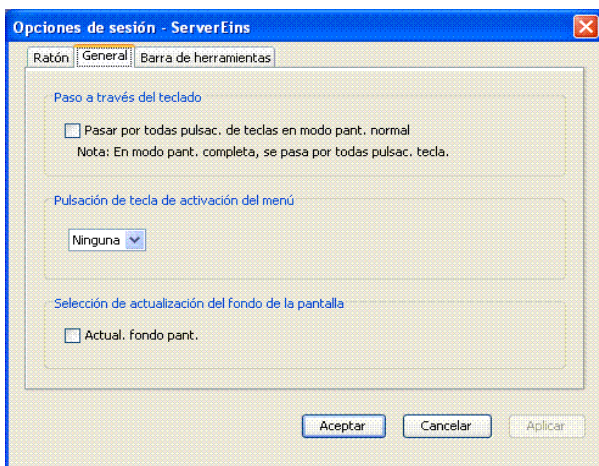 Opciones de sesión - ServerEins
Ratón General Barra de herramientas
Paso a través del teclado
Pasar por todas pulsac. de teclas en modo pant. normal
Nota: En modo pant. completa, se pasa por todas pulsac. tecla.
Pulsación de tecla de activación del menú
Ninguna
Selección de actualización del fondo de la pantalla
Actual. fondo pant.
Aceptar Cancelar Aplicar